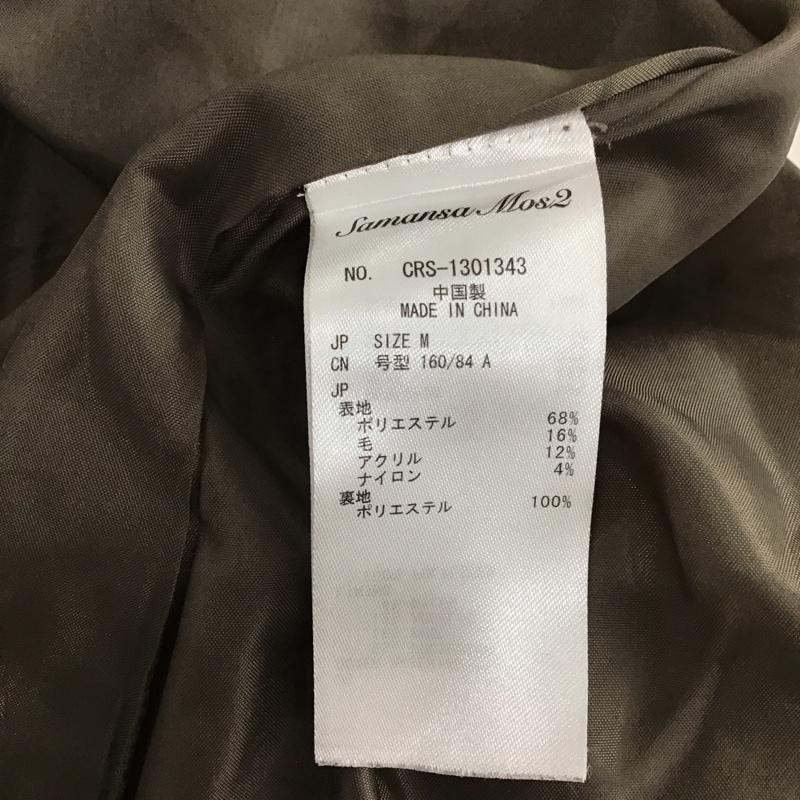 Samansa Mos2
NO. CRS-1301343
中国製
MADE IN CHINA
JP SIZE M
CN 号型 160/84 A
JP
表地
ポリエステル 68%
毛 16%
アクリル 12%
ナイロン 4%
裏地
ポリエステル 100%